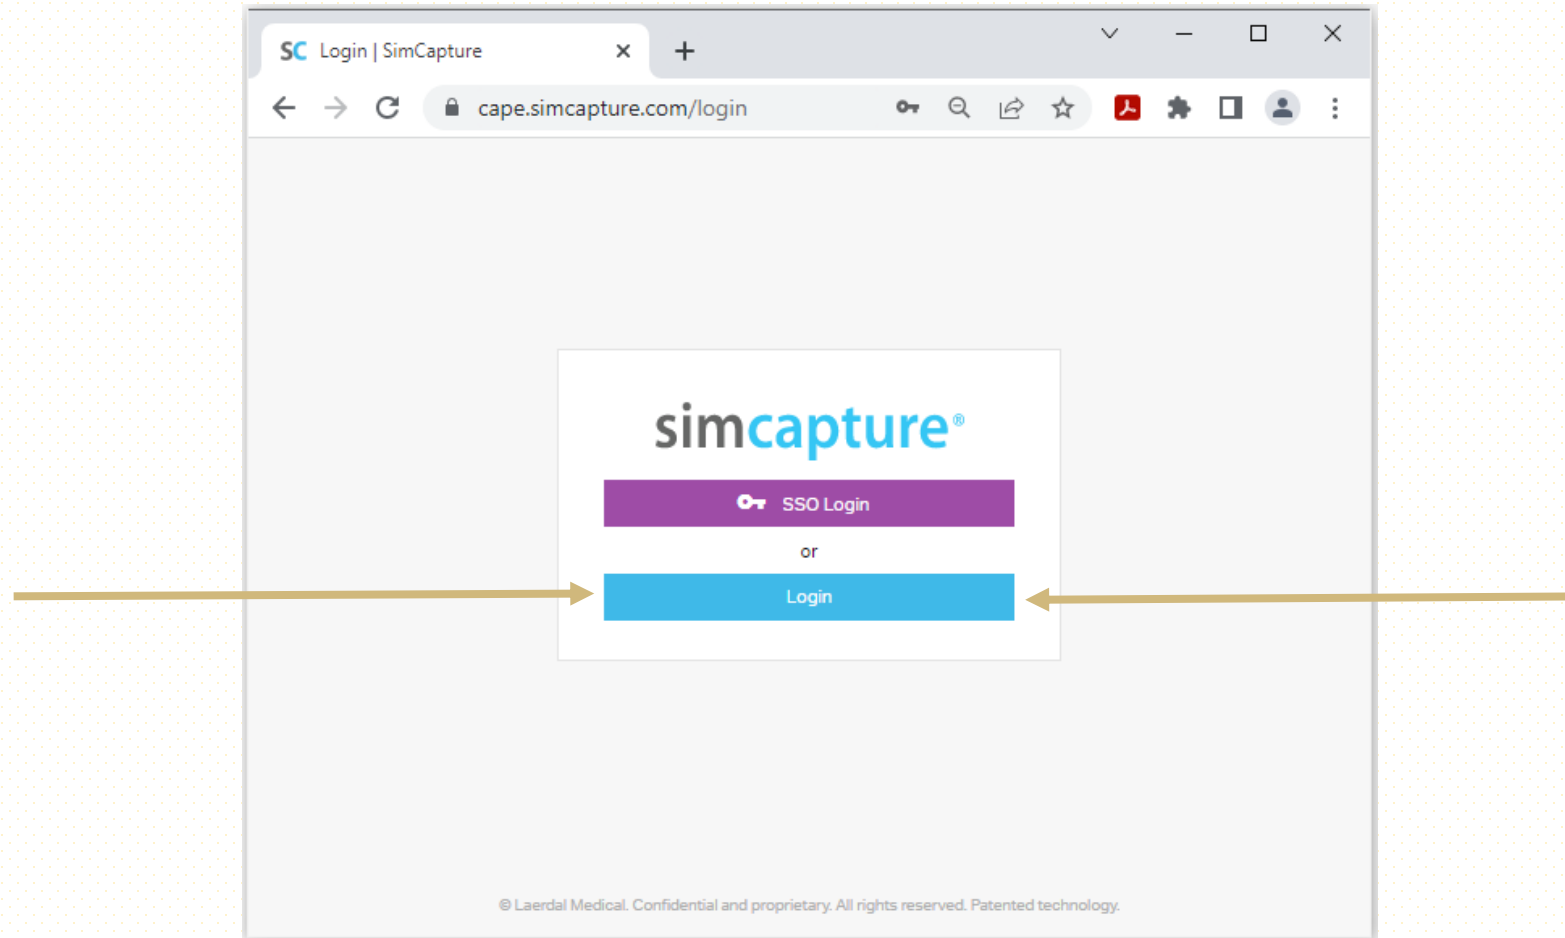 SC Login | SimCapture
cape.simcapture.com/login
simcapture®
SSO Login
or
Login
© Laerdal Medical. Confidential and proprietary. All rights reserved. Patented technology.